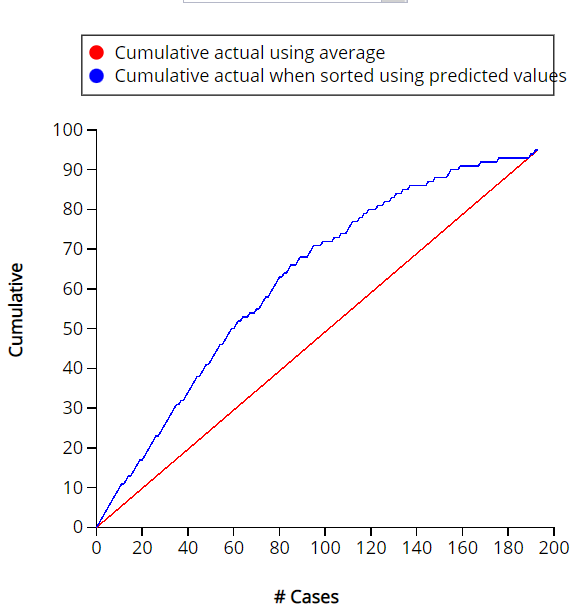 Cumulative actual using average
Cumulative actual when sorted using predicted values
100
90
80
70
60
50
40
30
20
10
0
Cumulative
0 20 40 60 80 100 120 140 160 180 200
# Cases